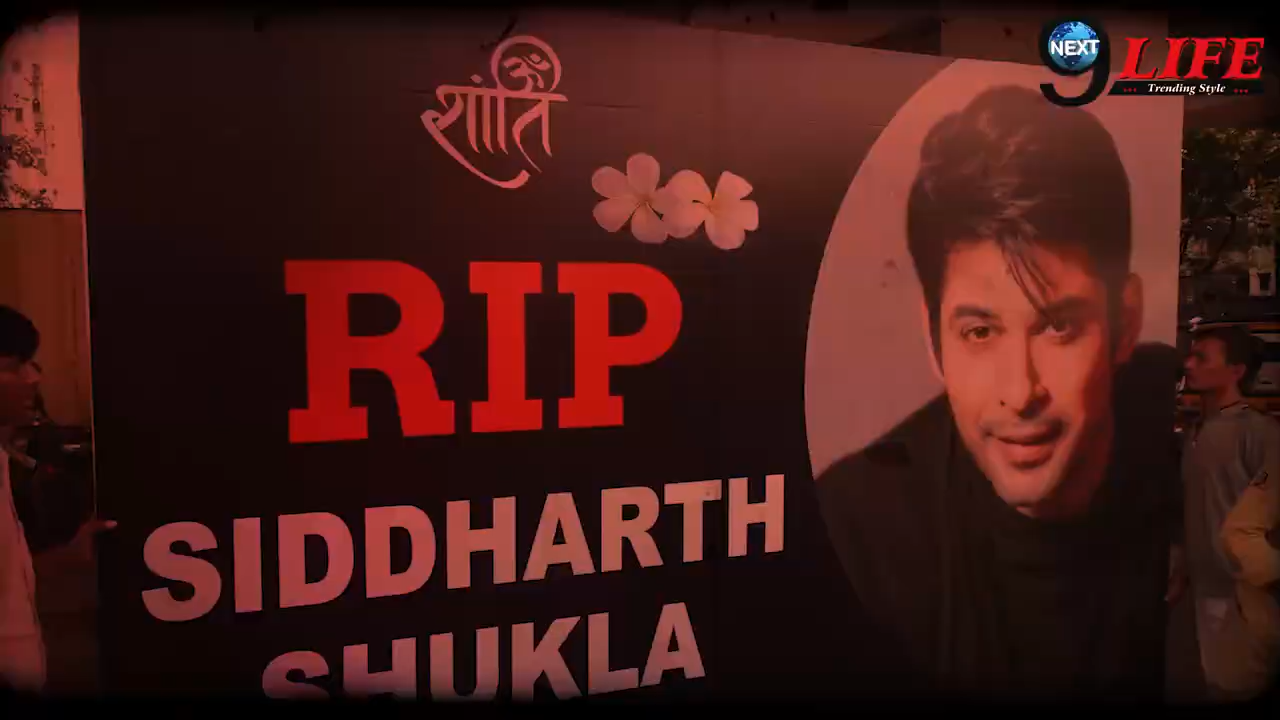 ॐ
शांति
RIP
SIDDHARTH
SHUKLA
NEXT
9 LIFE
Trending Style